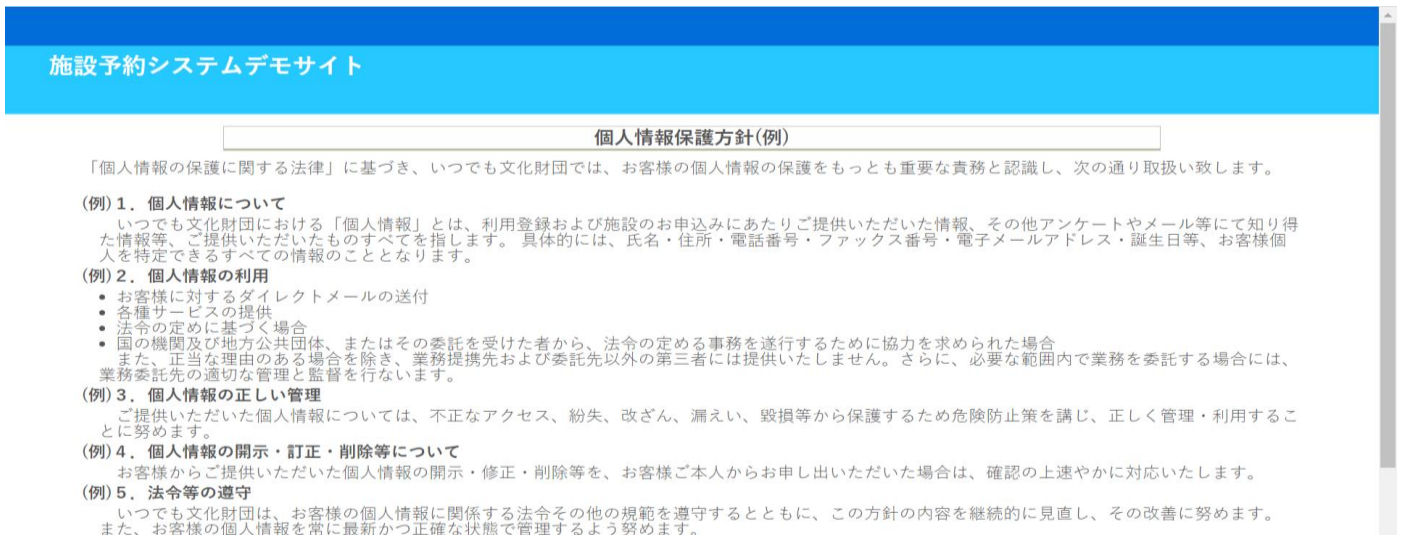 施設予約システムデモサイト
個人情報保護方針(例)
「個人情報の保護に関する法律」に基づき、いつでも文化財団では、お客様の個人情報の保護をもっとも重要な責務と認識し、次の通り取扱い致します。
(例)１．個人情報について
いつでも文化財団における「個人情報」とは、利用登録および施設のお申込みにあたりご提供いただいた情報、その他アンケートやメール等にて知り得
た情報等、ご提供いただいたものすべてを指します。 具体的には、氏名・住所・電話番号・ファックス番号・電子メールアドレス・誕生日等、お客様個
人を特定できるすべての情報のこととなります。
(例)２．個人情報の利用
• お客様に対するダイレクトメールの送付
• 各種サービスの提供
• 法令の定めに基づく場合
• 国の機関及び地方公共団体、またはその委託を受けた者から、法令の定める事務を遂行するために協力を求められた場合
また、正当な理由のある場合を除き、業務提携先および委託先以外の第三者には提供いたしません。さらに、必要な範囲内で業務を委託する場合には、
業務委託先の適切な管理と監督を行ないます。
(例)３．個人情報の正しい管理
ご提供いただいた個人情報については、不正なアクセス、紛失、改ざん、漏えい、毀損等から保護するため危険防止策を講じ、正しく管理・利用するこ
とに努めます。
(例)４．個人情報の開示・訂正・削除等について
お客様からご提供いただいた個人情報の開示・修正・削除等を、お客様ご本人からお申し出いただいた場合は、確認の上速やかに対応いたします。
(例)５．法令等の遵守
いつでも文化財団は、お客様の個人情報に関係する法令その他の規範を遵守するとともに、この方針の内容を継続的に見直し、その改善に努めます。
また、お客様の個人情報を常に最新かつ正確な状態で管理するよう努めます。